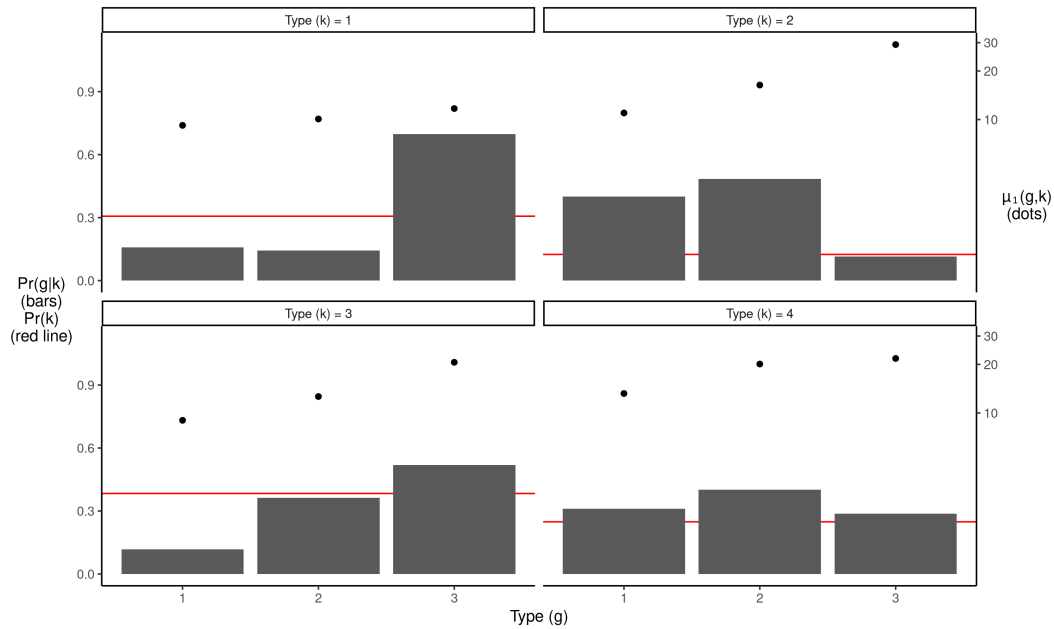 Type (k) = 1
Type (k) = 2
0.9
0.6
0.3
0.0
30
20
10
Pr(g|k)
(bars)
Pr(k)
(red line)
μ₁(g,k)
(dots)
Type (k) = 3
Type (k) = 4
0.9
0.6
0.3
0.0
30
20
10
1
2
3
1
2
3
Type (g)